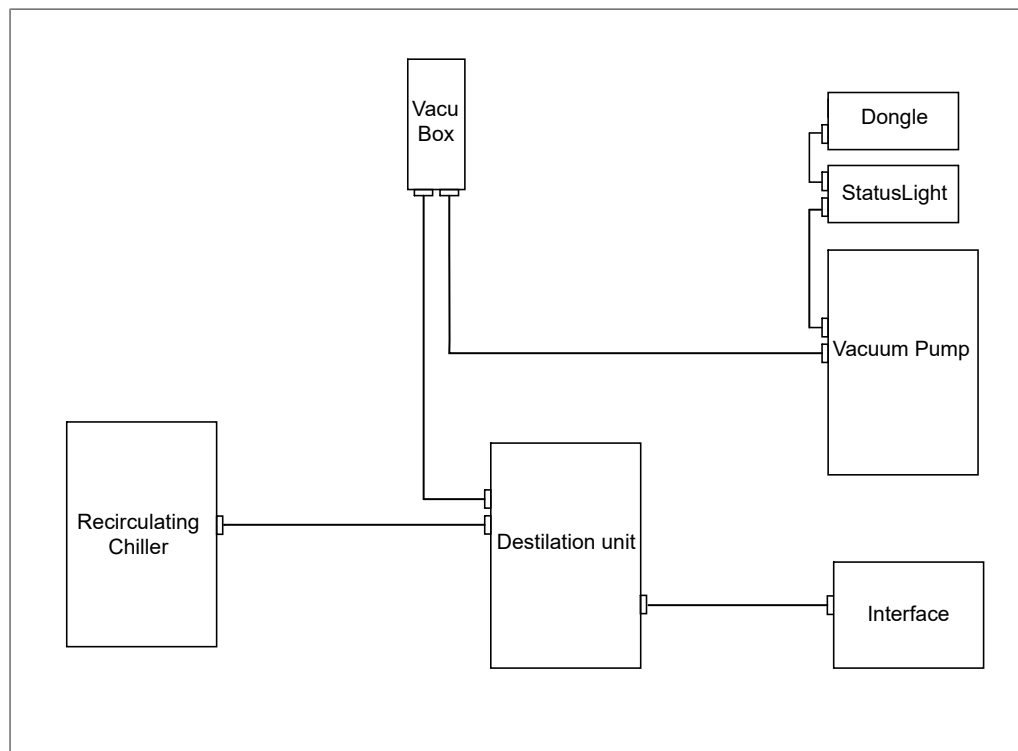 Vacu
Box
Dongle
StatusLight
Vacuum Pump
Recirculating
Chiller
Destilation unit
Interface